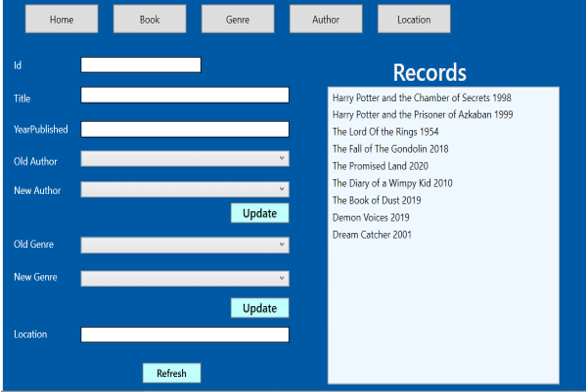 Home Book Genre Author Location
Id
Title
YearPublished
Old Author
New Author
Update
Old Genre
New Genre
Update
Location
Refresh
Records
Harry Potter and the Chamber of Secrets 1998
Harry Potter and the Prisoner of Azkaban 1999
The Lord Of the Rings 1954
The Fall of The Gondolin 2018
The Promised Land 2020
The Diary of a Wimpy Kid 2010
The Book of Dust 2019
Demon Voices 2019
Dream Catcher 2001